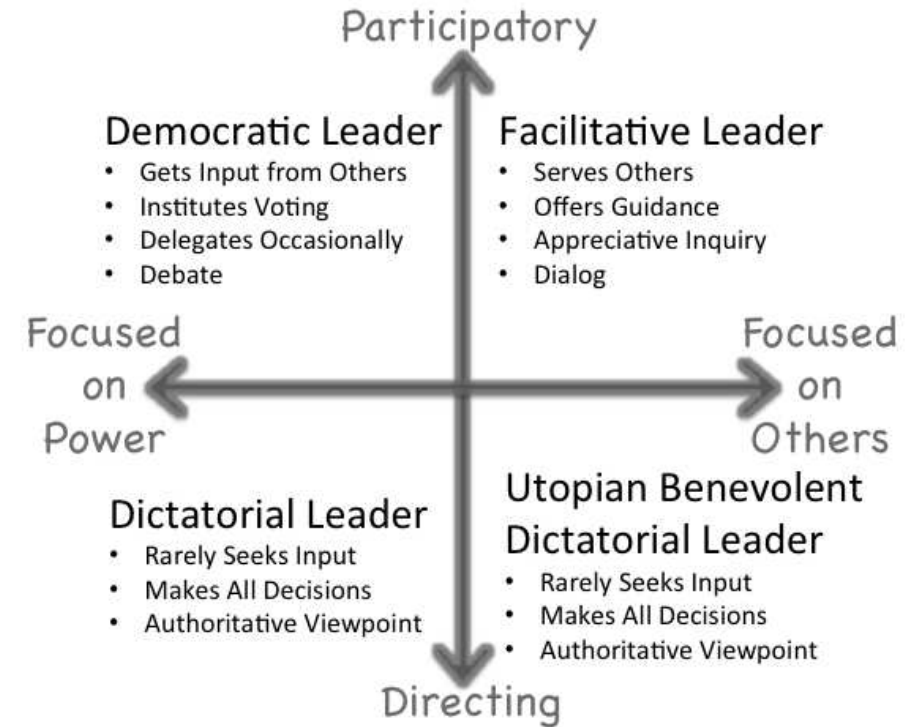 Participatory
Democratic Leader
• Gets Input from Others
• Institutes Voting
• Delegates Occasionally
• Debate
Facilitative Leader
• Serves Others
• Offers Guidance
• Appreciative Inquiry
• Dialog
Focused
on
Power
Focused
on
Others
Dictatorial Leader
• Rarely Seeks Input
• Makes All Decisions
• Authoritative Viewpoint
Utopian Benevolent
Dictatorial Leader
• Rarely Seeks Input
• Makes All Decisions
• Authoritative Viewpoint
Directing